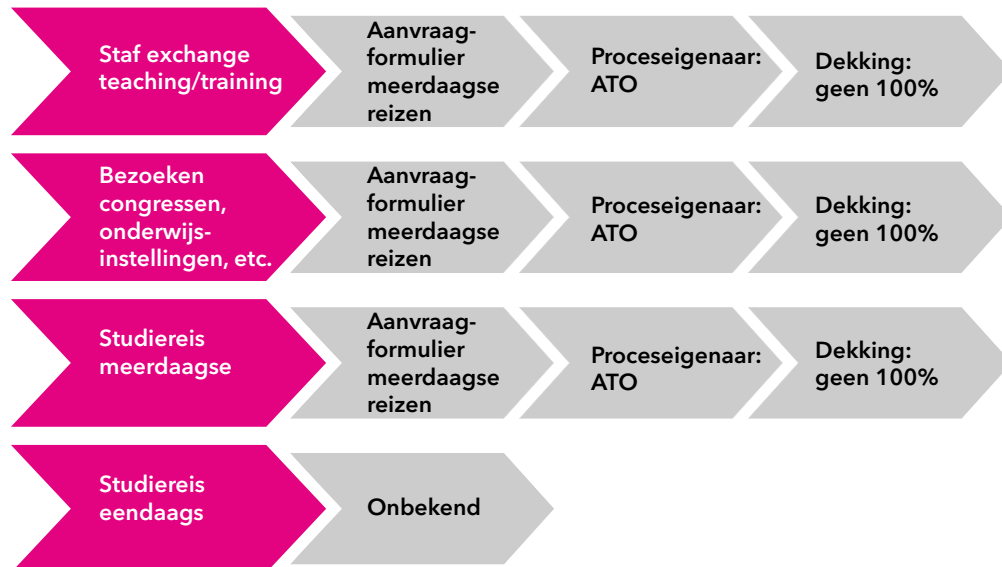 Staf exchange
teaching/training
Aanvraag-
formulier
meerdaagse
reizen
Proceseigenaar:
ATO
Dekking:
geen 100%
Bezoeken
congressen,
onderwijs-
instellingen, etc.
Aanvraag-
formulier
meerdaagse
reizen
Proceseigenaar:
ATO
Dekking:
geen 100%
Studiereis
meerdaagse
Aanvraag-
formulier
meerdaagse
reizen
Proceseigenaar:
ATO
Dekking:
geen 100%
Studiereis
eendaags
Onbekend